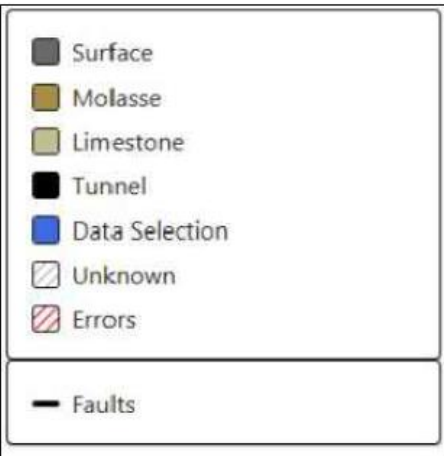 Surface
Molasse
Limestone
Tunnel
Data Selection
Unknown
Errors
Faults